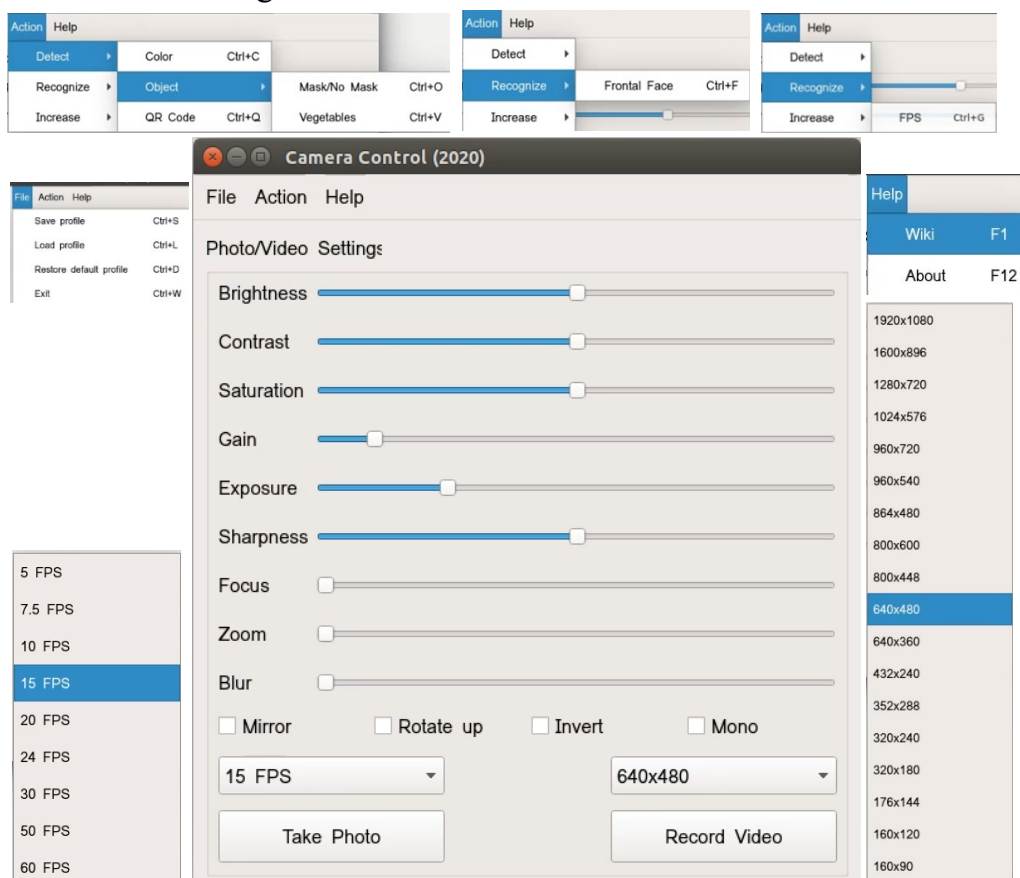 Action Help
Detect
Recognize
Increase
Color Ctrl+C
Object
QR Code Ctrl+Q
Mask/No Mask Ctrl+O
Vegetables Ctrl+V
Action Help
Detect
Recognize
Increase
Frontal Face Ctrl+F
Action Help
Detect
Recognize
Increase
FPS Ctrl+G
File Action Help
Save profile Ctrl+S
Load profile Ctrl+L
Restore default profile Ctrl+D
Exit Ctrl+W
Camera Control (2020)
File Action Help
Photo/Video Settings
Brightness
Contrast
Saturation
Gain
Exposure
Sharpness
Focus
Zoom
Blur
Mirror Rotate up Invert Mono
15 FPS 640x480
Take Photo Record Video
Help
Wiki F1
About F12
1920x1080
1600x896
1280x720
1024x576
960x720
960x540
864x480
800x600
800x448
640x480
640x360
432x240
352x288
320x240
320x180
176x144
160x120
160x90
5 FPS
7.5 FPS
10 FPS
15 FPS
20 FPS
24 FPS
30 FPS
50 FPS
60 FPS